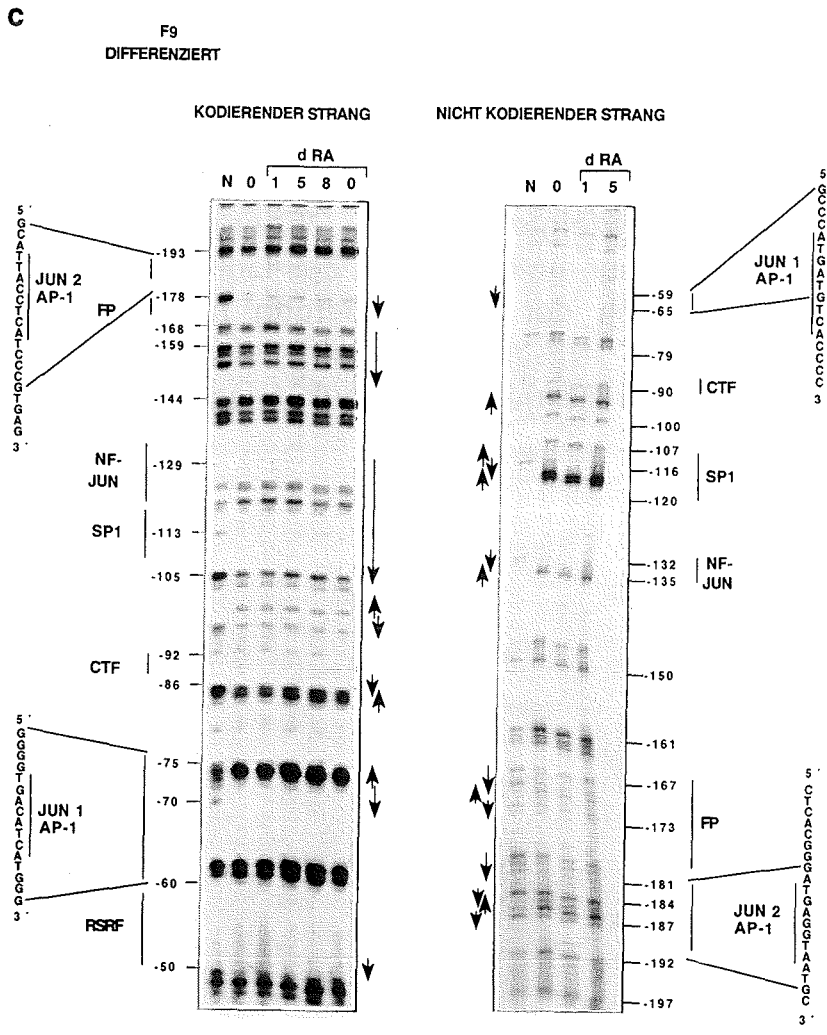 C
F9
DIFFERENZIERT
KODIERENDER STRANG
d RA
N 0 1 5 8 0
5'
GCATTACCTCATCCCGTGAG
3'
JUN 2
AP-1
FP
NF-
JUN
SP1
CTF
5'
GGGGTGACATCATGGG
3'
JUN 1
AP-1
RSRF
-193
-178
-168
-159
-144
-129
-113
-105
-92
-86
-75
-70
-60
-50
NICHT KODIERENDER STRANG
d RA
N 0 1 5
-59
-65
-79
-90
-100
-107
-116
-120
-132
-135
-150
-161
-167
-173
-181
-184
-187
-192
-197
5'
GCCCATGATGTCACCCC
3'
JUN 1
AP-1
CTF
SP1
NF-
JUN
FP
JUN 2
AP-1
5'
CTCACGGGATGAGGTAATGC
3'